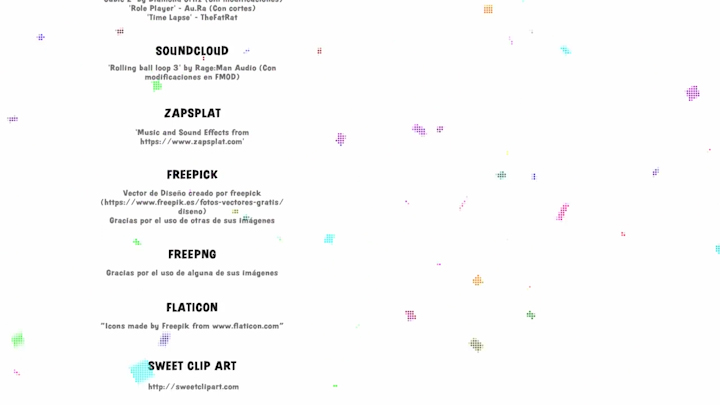 'Role Player' - Au.Ra (Con cortes)
'Time Lapse' - TheFatRat
SOUNDCLOUD
'Rolling ball loop 3' by Rage:Man Audio (Con
modificaciones en FMOD)
ZAPSPLAT
'Music and Sound Effects from
https://www.zapsplat.com'
FREEPICK
Vector de Diseño creado por freepick
(https://www.freepik.es/fotos-vectores-gratis/
diseno)
Gracias por el uso de otras de sus imágenes
FREEPNG
Gracias por el uso de alguna de sus imágenes
FLATICON
"Icons made by Freepik from www.flaticon.com"
SWEET CLIP ART
http://sweetclipart.com